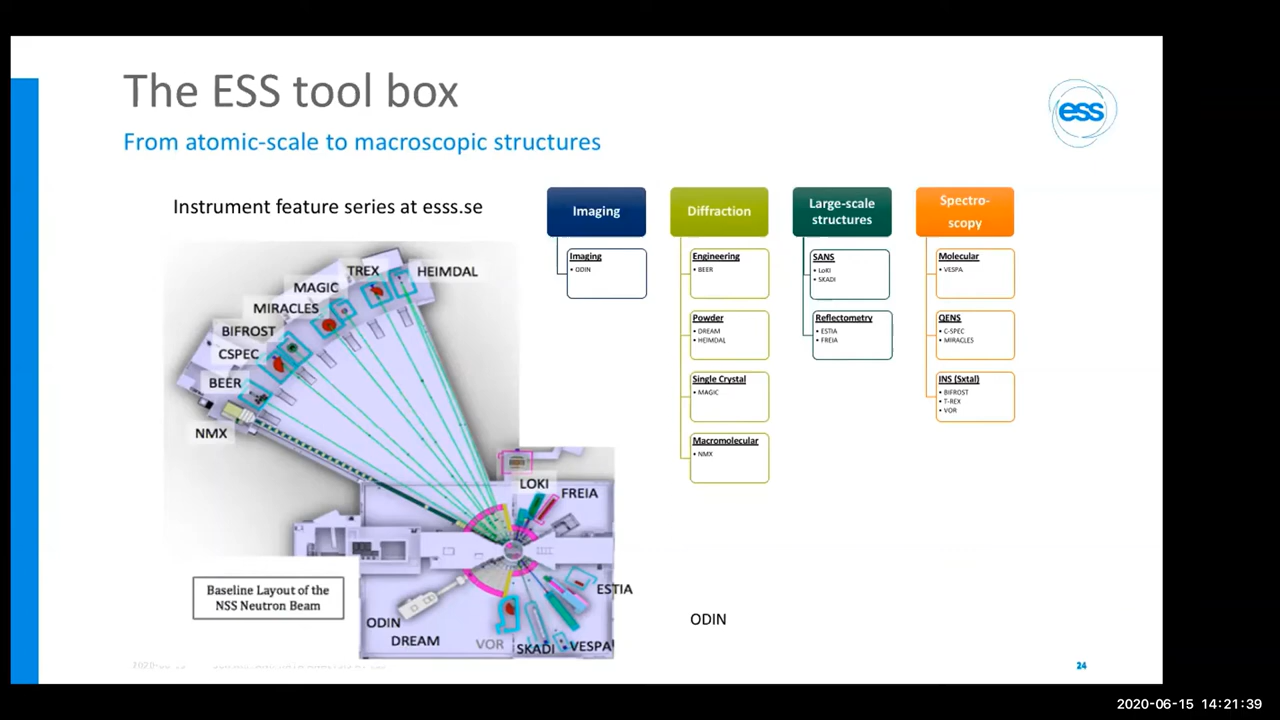 The ESS tool box
From atomic-scale to macroscopic structures
ess
Instrument feature series at esss.se
TREX
HEIMDAL
MAGIC
MIRACLES
BIFROST
CSPEC
BEER
NMX
LOKI
FREIA
ESTIA
ODIN
DREAM
VOR
SKADI
VESPA
Baseline Layout of the
NSS Neutron Beam
Imaging
Imaging
• ODIN
Diffraction
Engineering
• BEER
Powder
• DREAM
• HEIMDAL
Single Crystal
• MAGIC
Macromolecular
• NMX
Large-scale
structures
SANS
• LoKI
• SKADI
Reflectometry
• ESTIA
• FREIA
Spectro-
scopy
Molecular
• VESPA
QENS
• C-SPEC
• MIRACLES
INS (Sxtal)
• BIFROST
• T-REX
• VOR
ODIN
24
2020-06-15 14:21:39